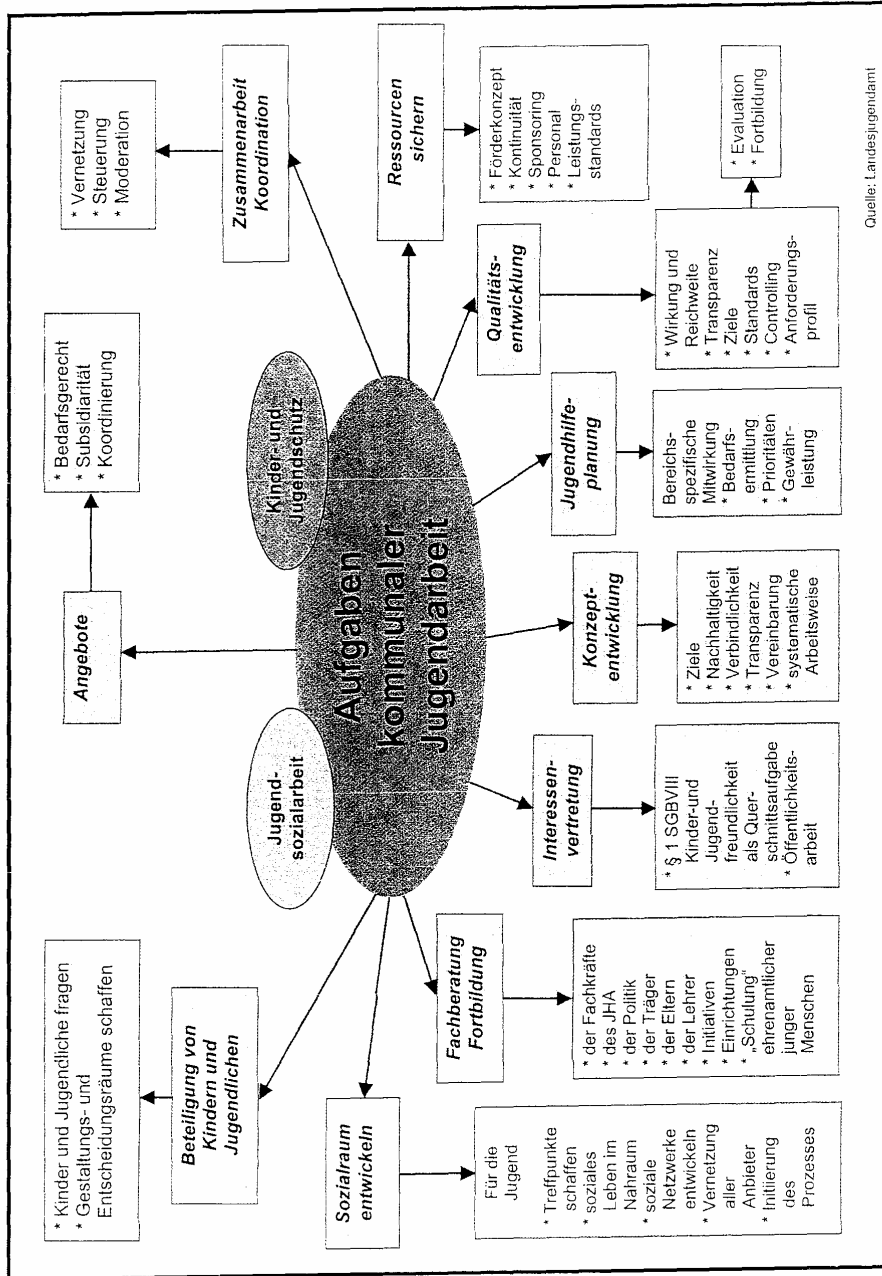 * Kinder und Jugendliche fragen
* Gestaltungs- und
Entscheidungsräume schaffen
Beteiligung von
Kindern und
Jugendlichen
* Bedarfsgerecht
* Subsidiarität
* Koordinierung
Angebote
* Vernetzung
* Steuerung
* Moderation
Zusammenarbeit
Koordination
Jugend-
sozialarbeit
Kinder- und
Jugendschutz
Aufgaben
kommunaler
Jugendarbeit
Sozialraum
entwickeln
Für die
Jugend
* Treffpunkte
schaffen
* soziales
Leben im
Nahraum
* soziale
Netzwerke
entwickeln
* Vernetzung
aller
Anbieter
* Initiierung
des
Prozesses
Fachberatung
Fortbildung
* der Fachkräfte
* des JHA
* der Politik
* der Träger
* der Eltern
* der Lehrer
* Initiativen
* Einrichtungen
* „Schulung"
ehrenamtlicher
junger
Menschen
Interessen-
vertretung
* § 1 SGBVIII
Kinder-und
Jugend-
freundlichkeit
als Quer-
schnittsaufgabe
* Öffentlichkeits-
arbeit
Konzept-
entwicklung
* Ziele
* Nachhaltigkeit
* Verbindlichkeit
* Transparenz
* Vereinbarung
* systematische
Arbeitsweise
Jugendhilfe-
planung
Bereichs-
spezifische
Mitwirkung
* Bedarfs-
ermittlung
* Prioritäten
* Gewähr-
leistung
Qualitäts-
entwicklung
* Wirkung und
Reichweite
* Transparenz
* Ziele
* Standards
* Controlling
* Anforderungs-
profil
* Evaluation
* Fortbildung
Ressourcen
sichern
* Förderkonzept
* Kontinuität
* Sponsoring
* Personal
* Leistungs-
standards
Quelle: Landesjugendamt